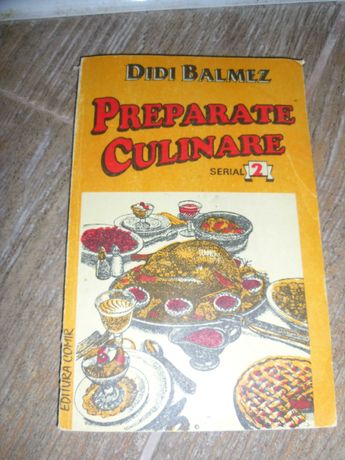 DIDI BALMEZ
PREPARATE
CULINARE
SERIAL 2
EDITURA COMIR